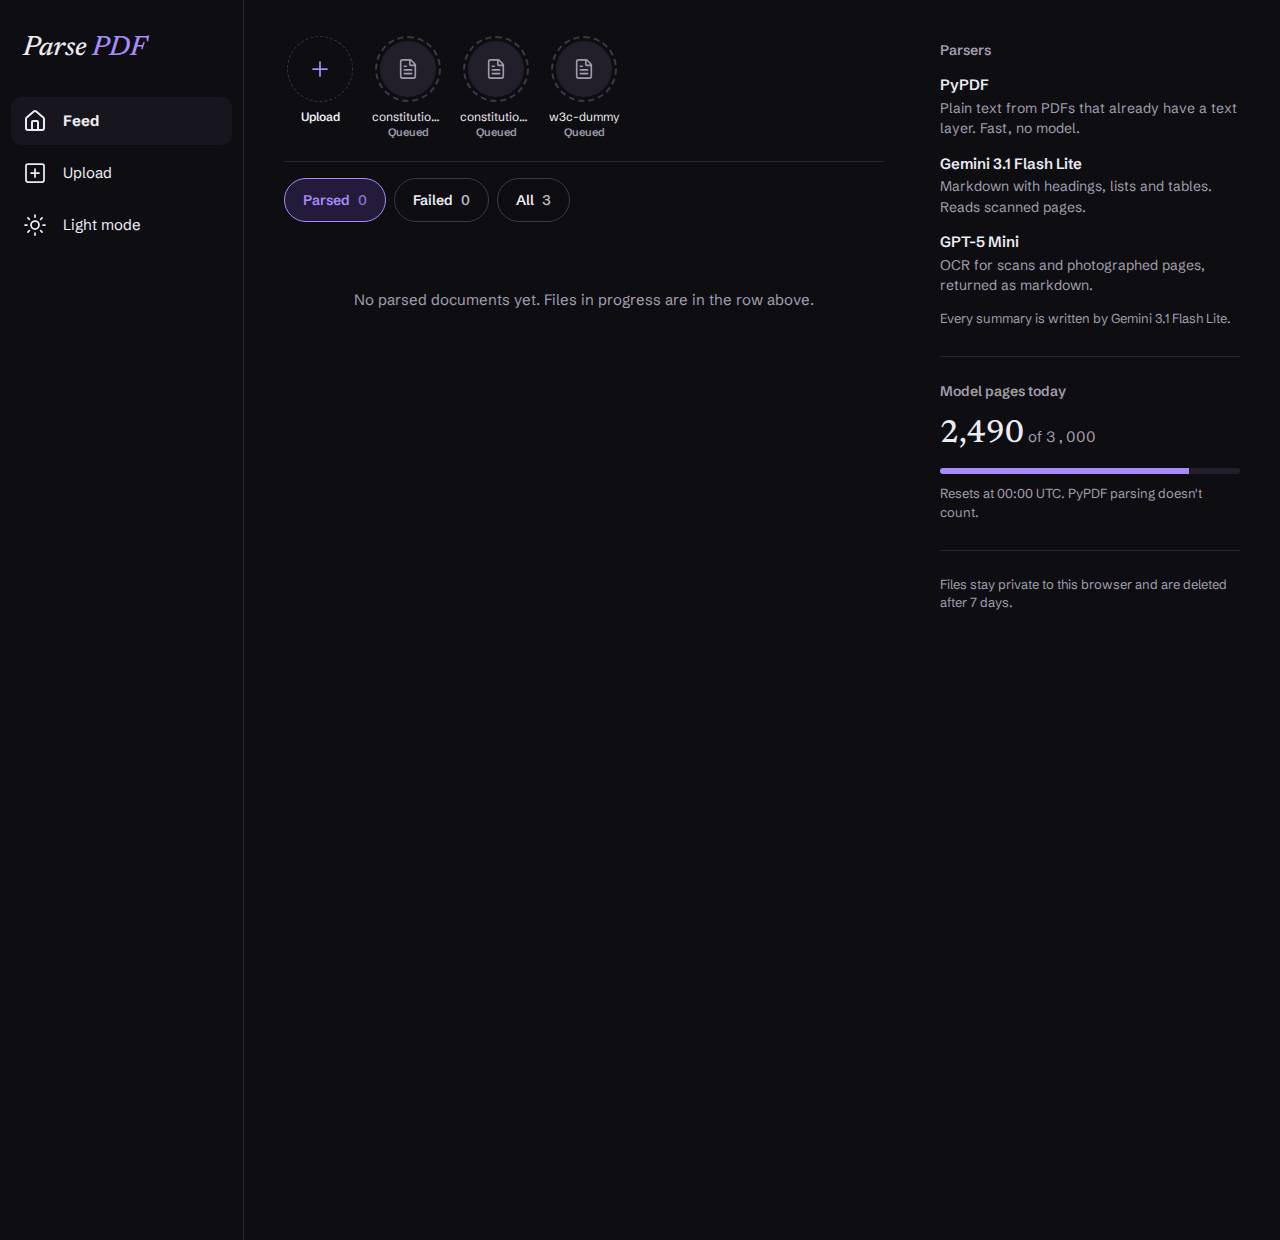 Parse PDF
Feed
Upload
Light mode
Upload
constitutio...
Queued
constitutio...
Queued
w3c-dummy
Queued
Parsed 0
Failed 0
All 3
No parsed documents yet. Files in progress are in the row above.
Parsers
PyPDF
Plain text from PDFs that already have a text
layer. Fast, no model.
Gemini 3.1 Flash Lite
Markdown with headings, lists and tables.
Reads scanned pages.
GPT-5 Mini
OCR for scans and photographed pages,
returned as markdown.
Every summary is written by Gemini 3.1 Flash Lite.
Model pages today
2,490 of 3,000
Resets at 00:00 UTC. PyPDF parsing doesn't
count.
Files stay private to this browser and are deleted
after 7 days.